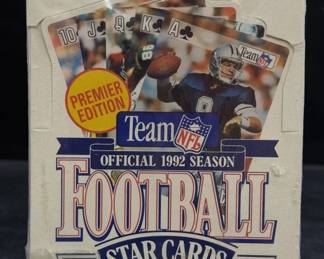 10 J Q K A
Team NFL
PREMIER
EDITION
Team NFL
OFFICIAL 1992 SEASON
FOOTBALL
STAR CARDS